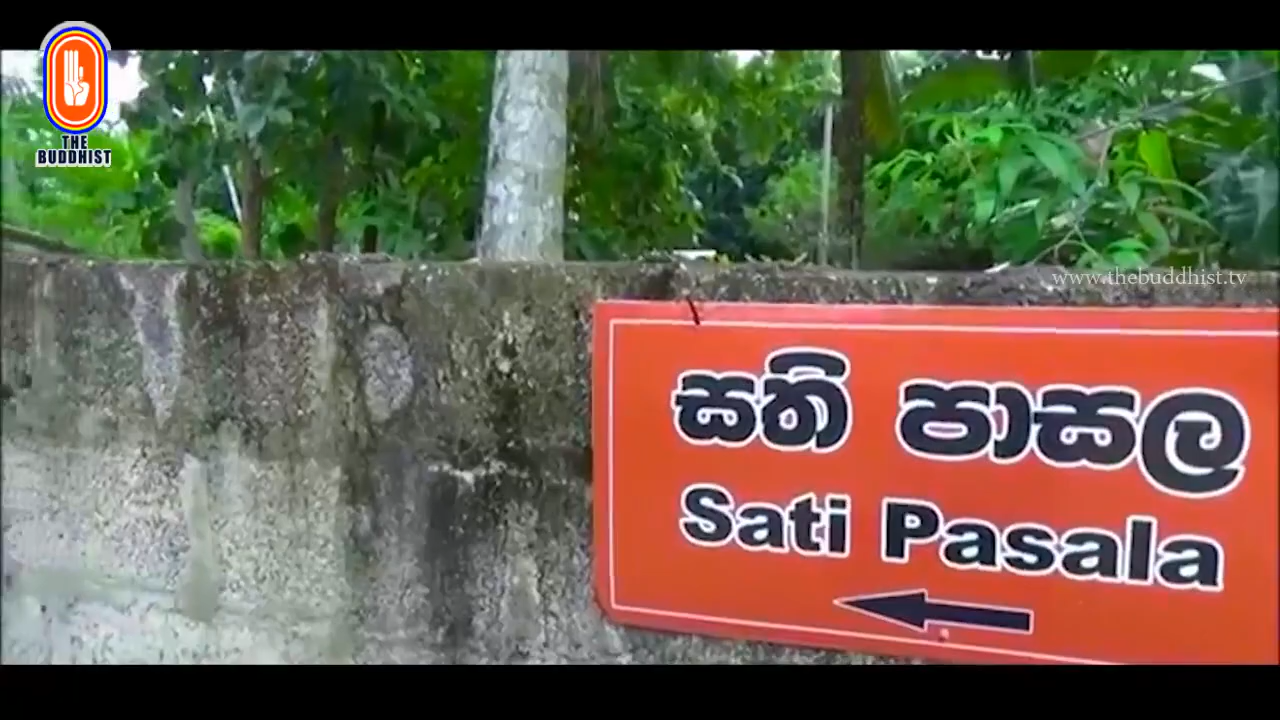 THE
BUDDHIST
www.thebuddhist.tv
සති පාසල
Sati Pasala